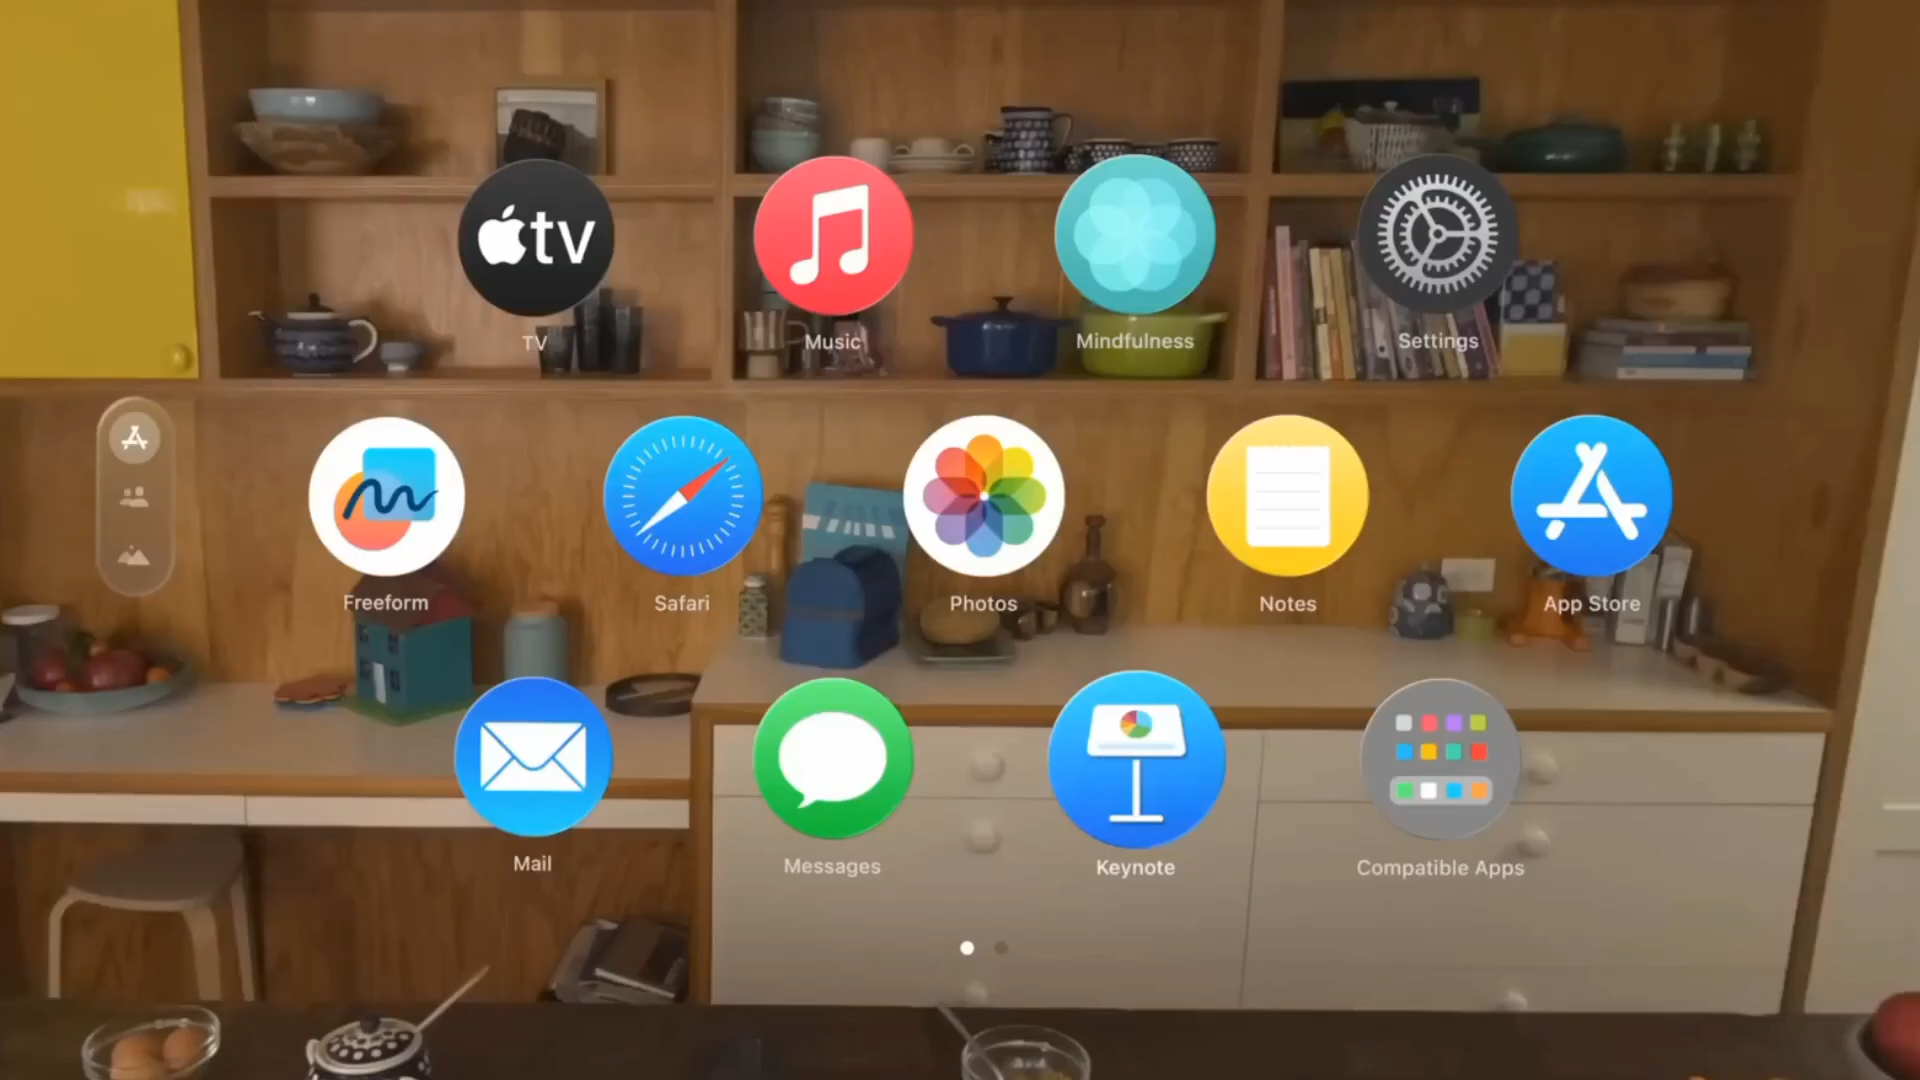 tv
TV
Music
Mindfulness
Settings
Freeform
Safari
Photos
Notes
App Store
Mail
Messages
Keynote
Compatible Apps